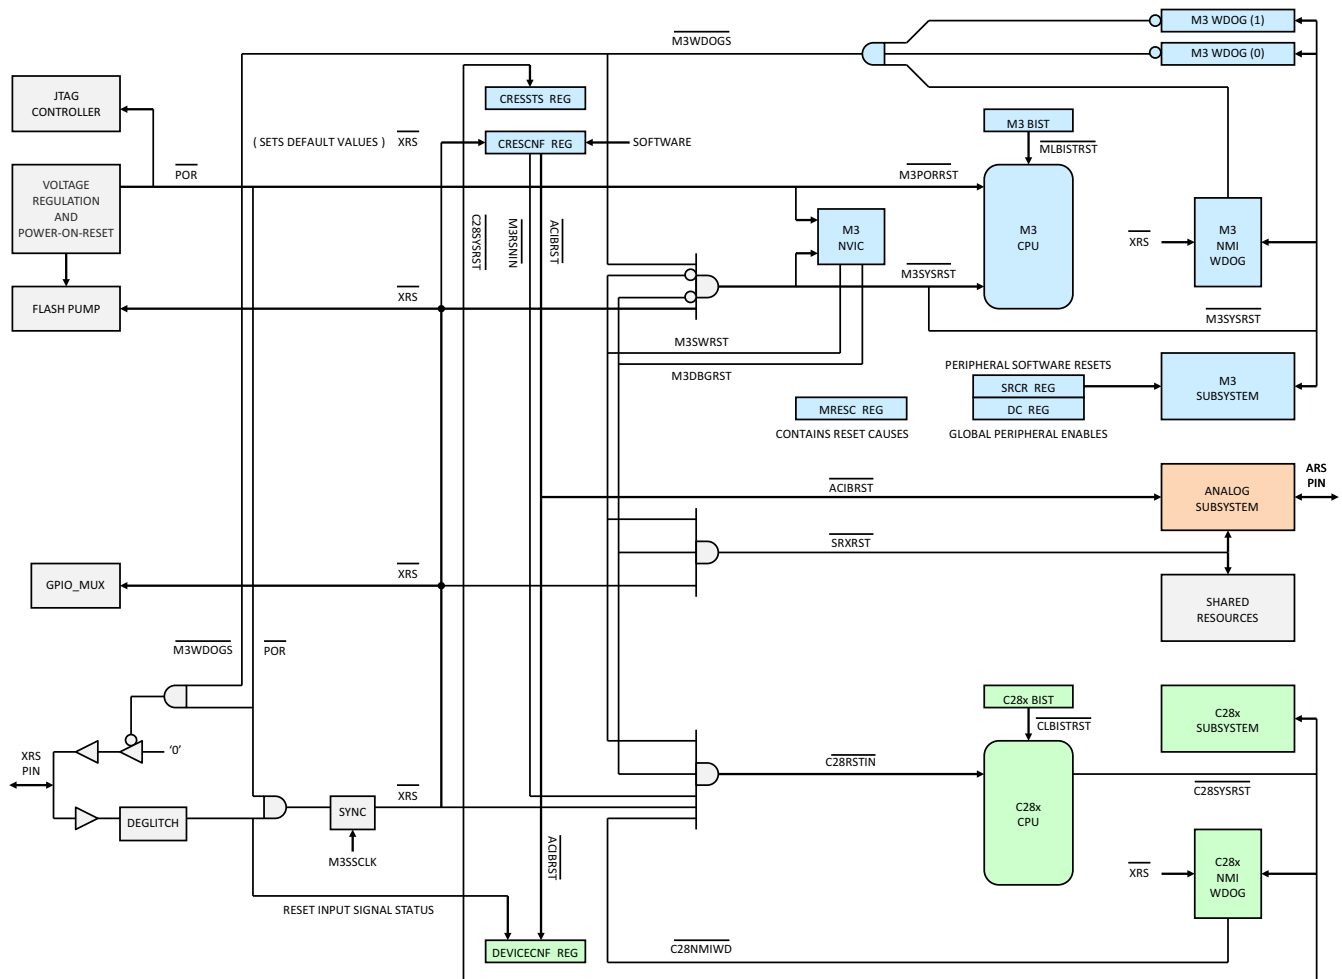 M3 WDOG (1)
M3WDOGS
M3 WDOG (0)
JTAG
CONTROLLER
CRESSTS REG
M3 BIST
( SETS DEFAULT VALUES )
XRS
CRESCNF REG
SOFTWARE
MLBISTRST
POR
M3PORRST
VOLTAGE
REGULATION
AND
POWER-ON-RESET
C28SYSRST
M3RSNIN
ACIBRST
M3
NVIC
M3
CPU
XRS
M3
NMI
WDOG
M3SYSRST
FLASH PUMP
XRS
M3SYSRST
M3SWRST
M3DBGRST
PERIPHERAL SOFTWARE RESETS
SRCR REG
DC REG
GLOBAL PERIPHERAL ENABLES
M3
SUBSYSTEM
MRESC REG
CONTAINS RESET CAUSES
ACIBRST
ANALOG
SUBSYSTEM
ARS
PIN
SRXRST
GPIO_MUX
XRS
SHARED
RESOURCES
M3WDOGS
POR
C28x BIST
CLBISTRST
C28x
SUBSYSTEM
XRS
PIN
'0'
C28RSTIN
C28SYSRST
DEGLITCH
SYNC
XRS
M3SSCLK
C28x
CPU
ACIBRST
XRS
C28x
NMI
WDOG
RESET INPUT SIGNAL STATUS
DEVICECNF REG
C28NMIWD